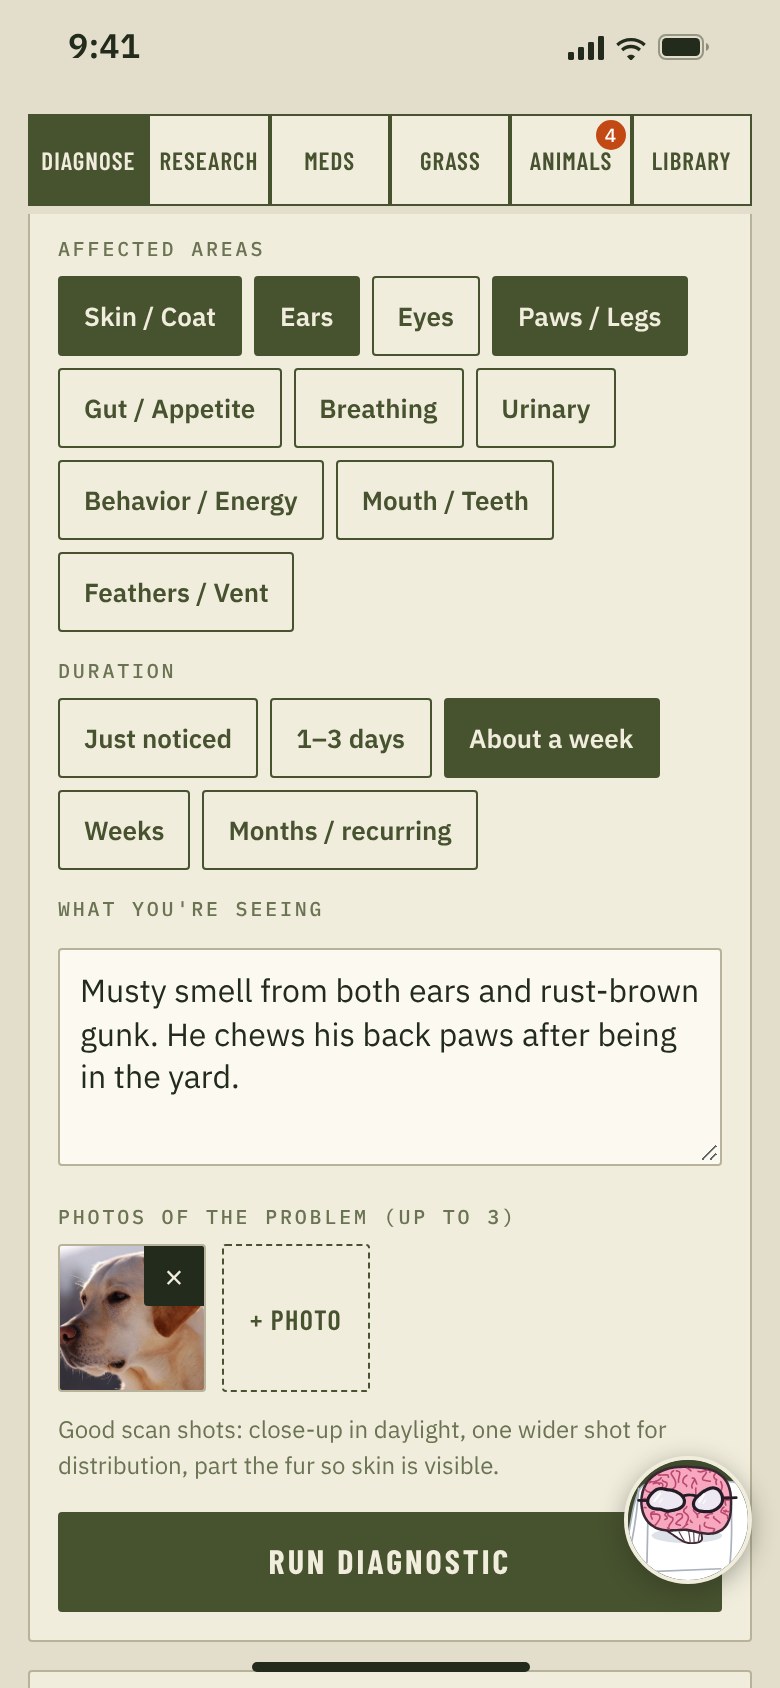 9:41
DIAGNOSE RESEARCH MEDS GRASS ANIMALS 4 LIBRARY
AFFECTED AREAS
Skin / Coat Ears Eyes Paws / Legs
Gut / Appetite Breathing Urinary
Behavior / Energy Mouth / Teeth
Feathers / Vent
DURATION
Just noticed 1–3 days About a week
Weeks Months / recurring
WHAT YOU'RE SEEING
Musty smell from both ears and rust-brown
gunk. He chews his back paws after being
in the yard.
PHOTOS OF THE PROBLEM (UP TO 3)
×
+ PHOTO
Good scan shots: close-up in daylight, one wider shot for
distribution, part the fur so skin is visible.
RUN DIAGNOSTIC